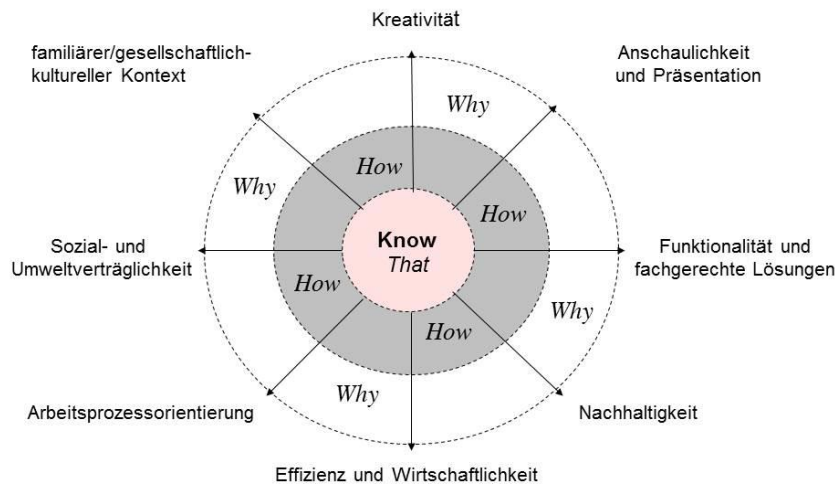 Kreativität
familiärer/gesellschaftlich-
kultureller Kontext
Anschaulichkeit
und Präsentation
Why
How
Why
How
Know
That
Sozial- und
Umweltverträglichkeit
Funktionalität und
fachgerechte Lösungen
How
How
Why
Why
Arbeitsprozessorientierung
Nachhaltigkeit
Effizienz und Wirtschaftlichkeit